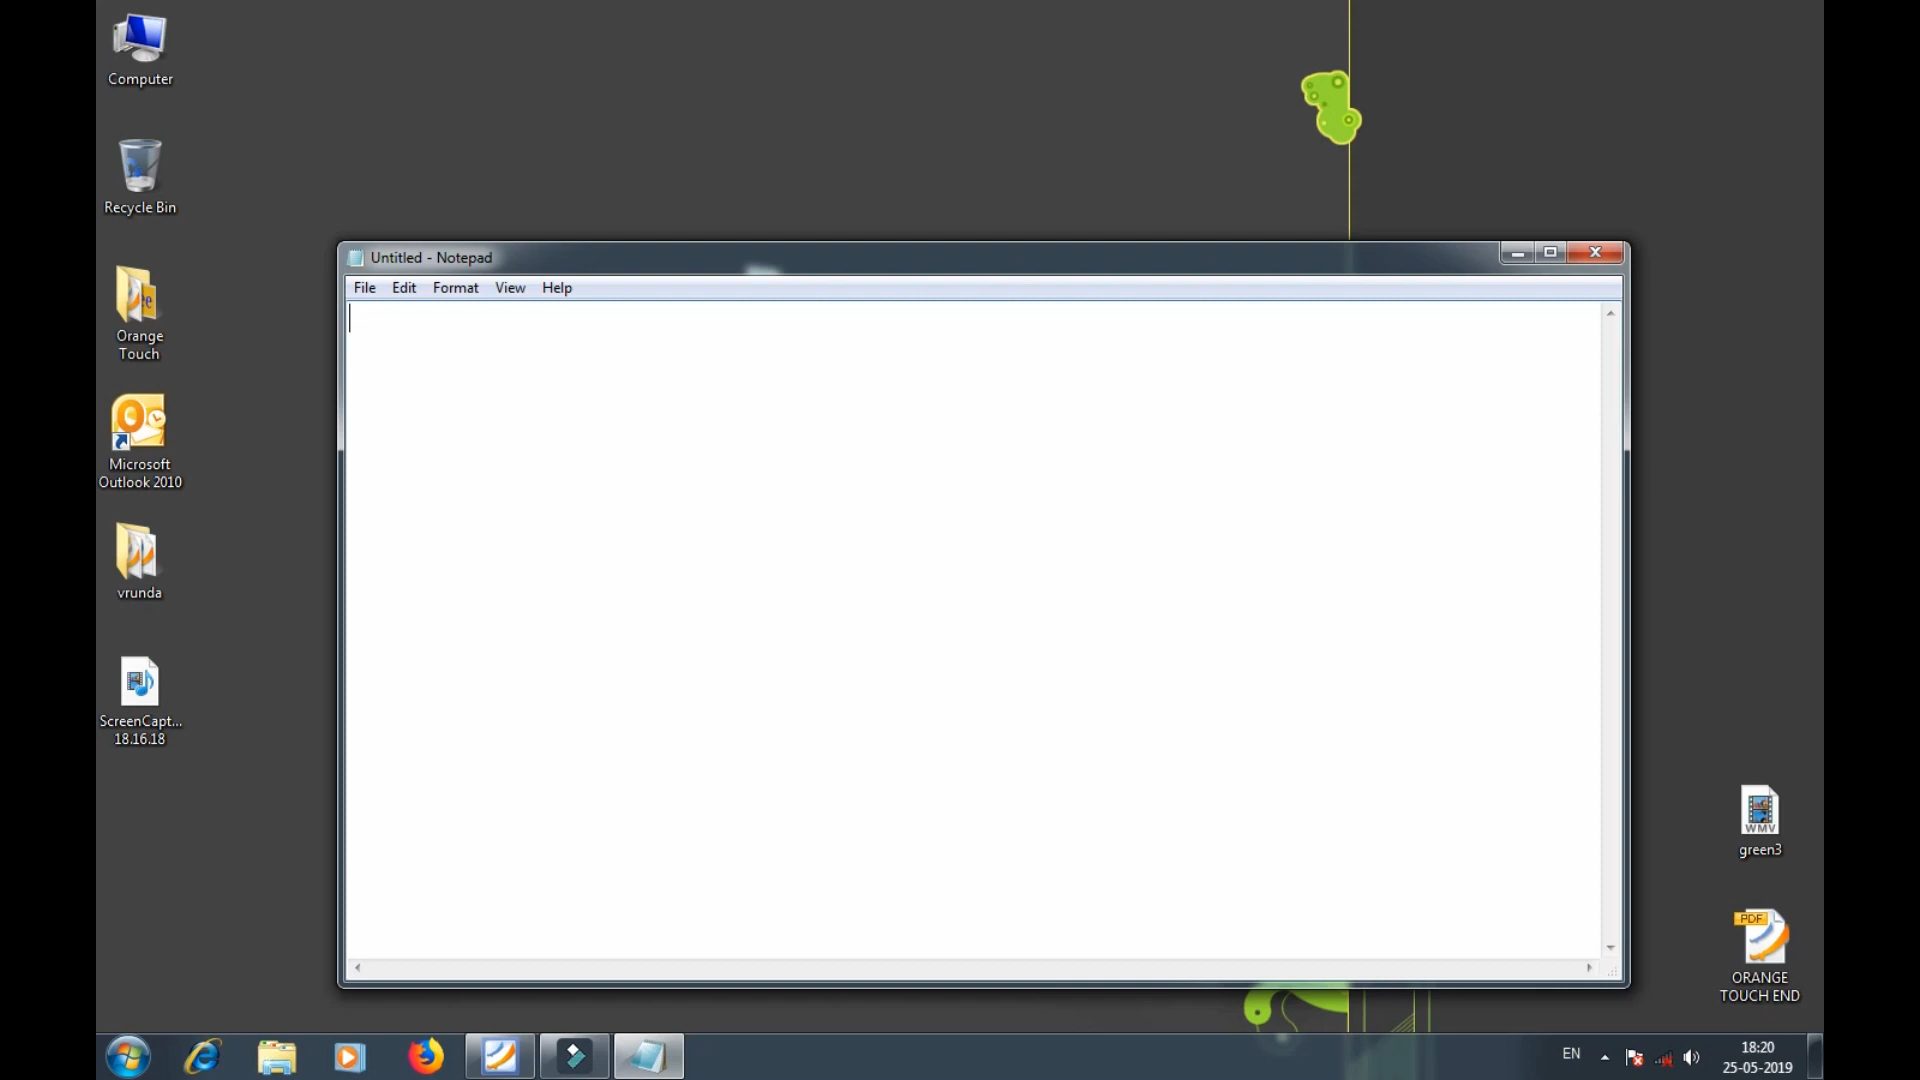 Computer
Recycle Bin
Orange
Touch
Microsoft
Outlook 2010
vrunda
ScreenCapt...
18.16.18
Untitled - Notepad
File Edit Format View Help
WMV
green3
PDF
ORANGE
TOUCH END
EN
18:20
25-05-2019